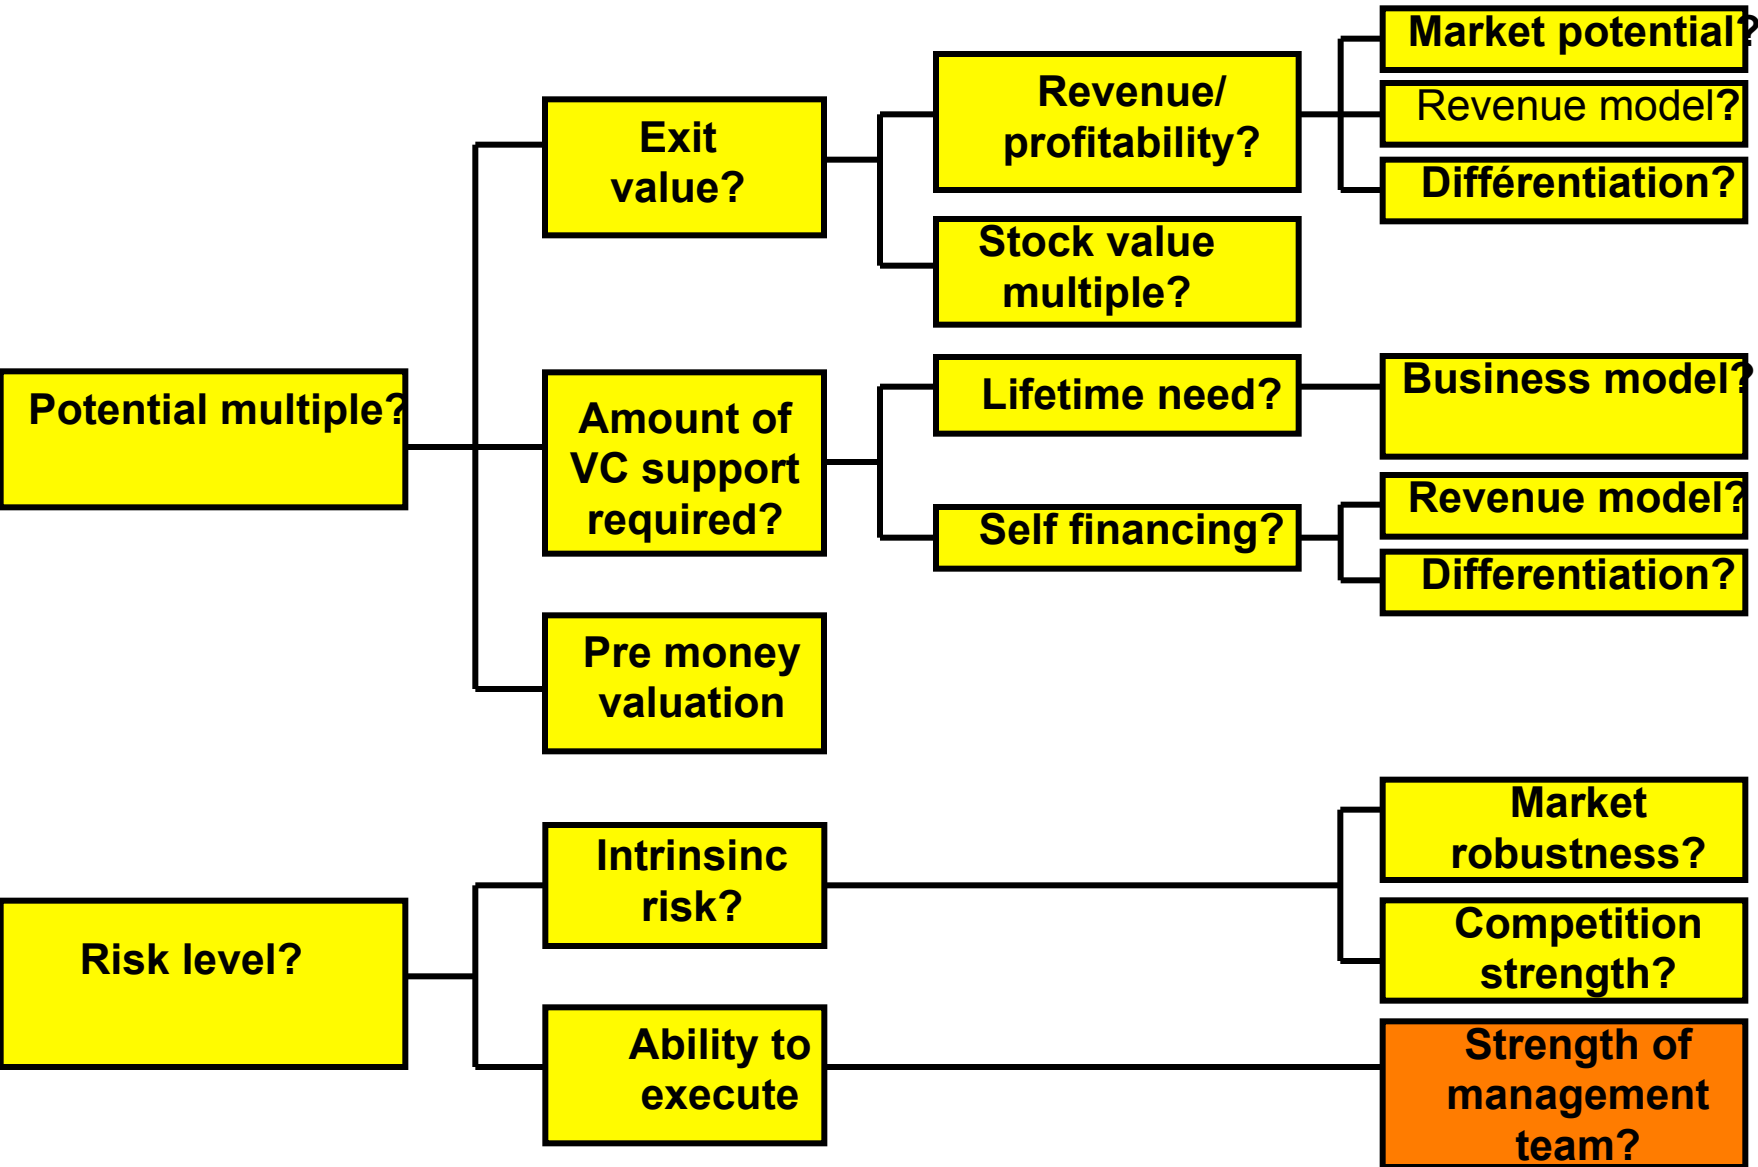 Potential multiple?
Exit
value?
Revenue/
profitability?
Market potential?
Revenue model?
Différentiation?
Stock value
multiple?
Amount of
VC support
required?
Lifetime need?
Business model?
Self financing?
Revenue model?
Differentiation?
Pre money
valuation
Risk level?
Intrinsinc
risk?
Market
robustness?
Competition
strength?
Ability to
execute
Strength of
management
team?